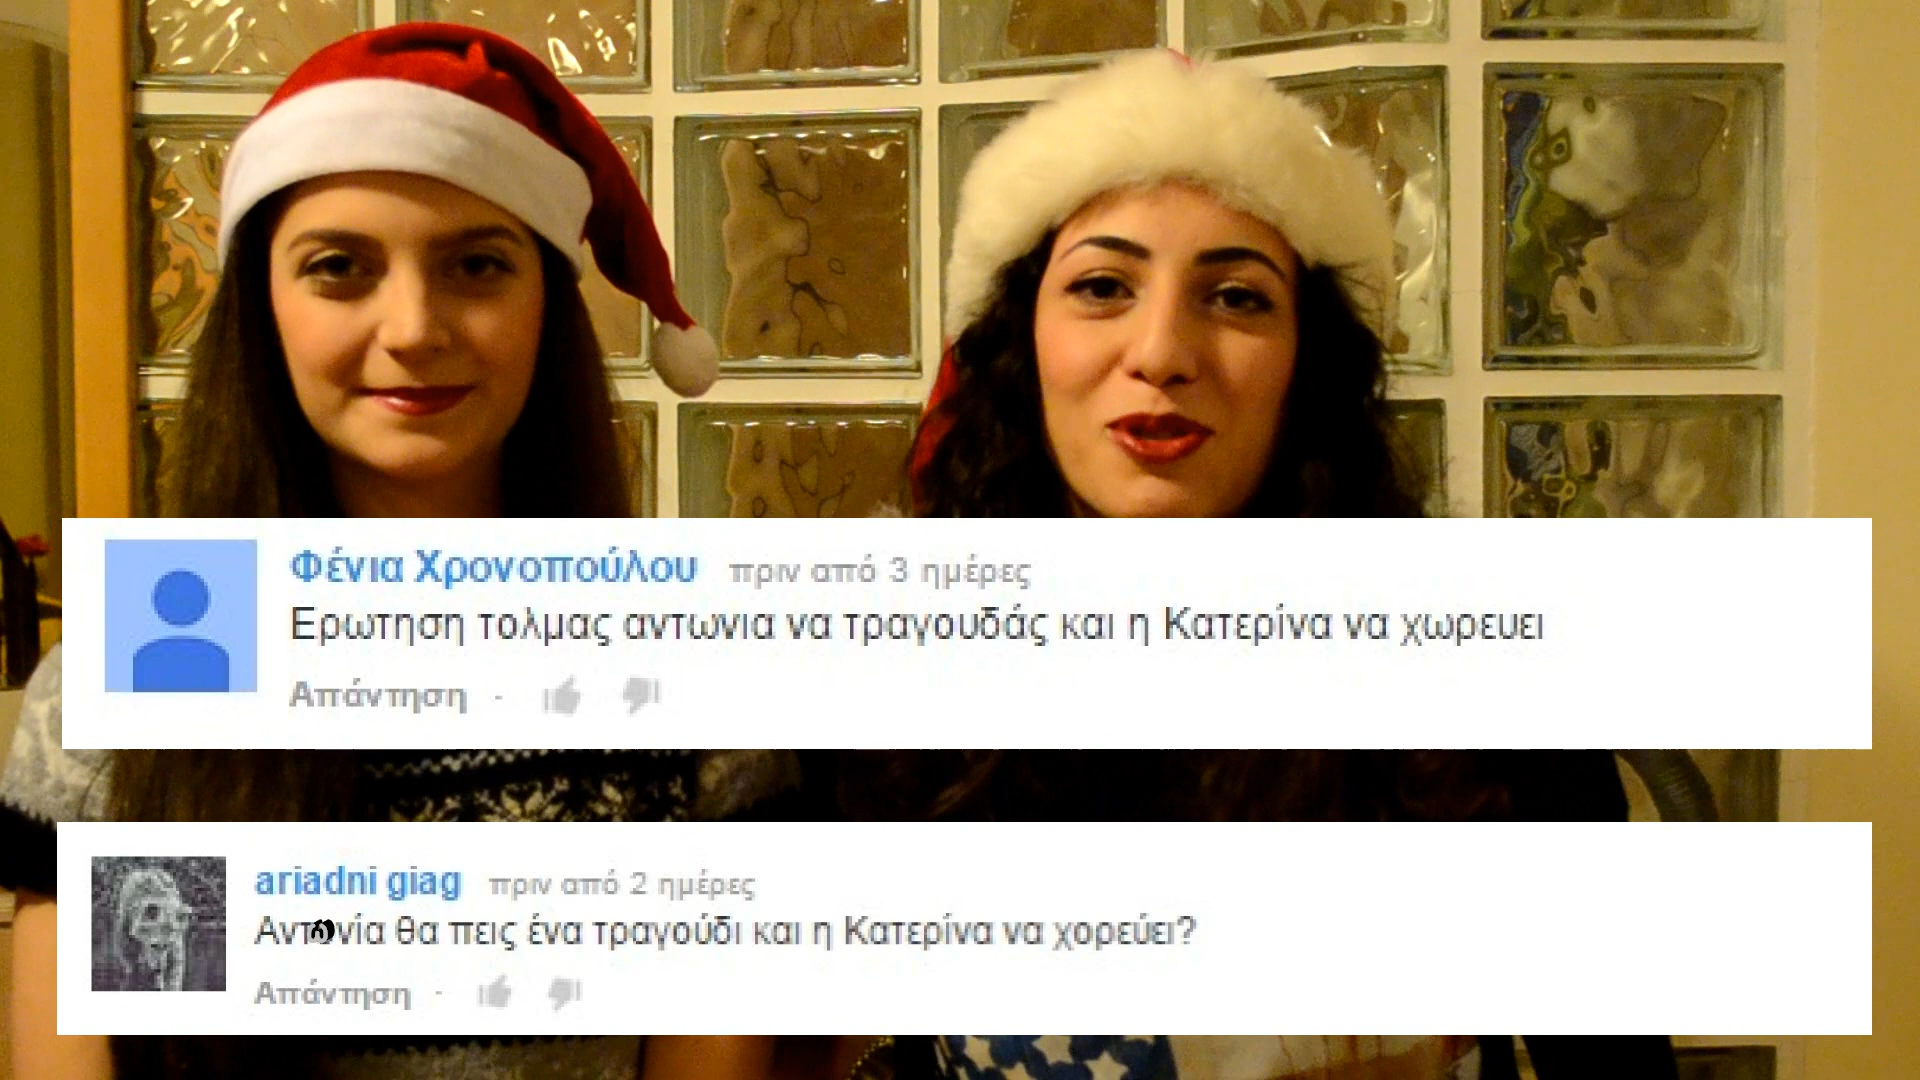 Φένια Χρονοπούλου πριν από 3 ημέρες
Ερωτηση τολμας αντωνια να τραγουδάς και η Κατερίνα να χωρευει
Απάντηση ·
ariadni giag πριν από 2 ημέρες
Αντωνία θα πεις ένα τραγούδι και η Κατερίνα να χορεύει?
Απάντηση ·